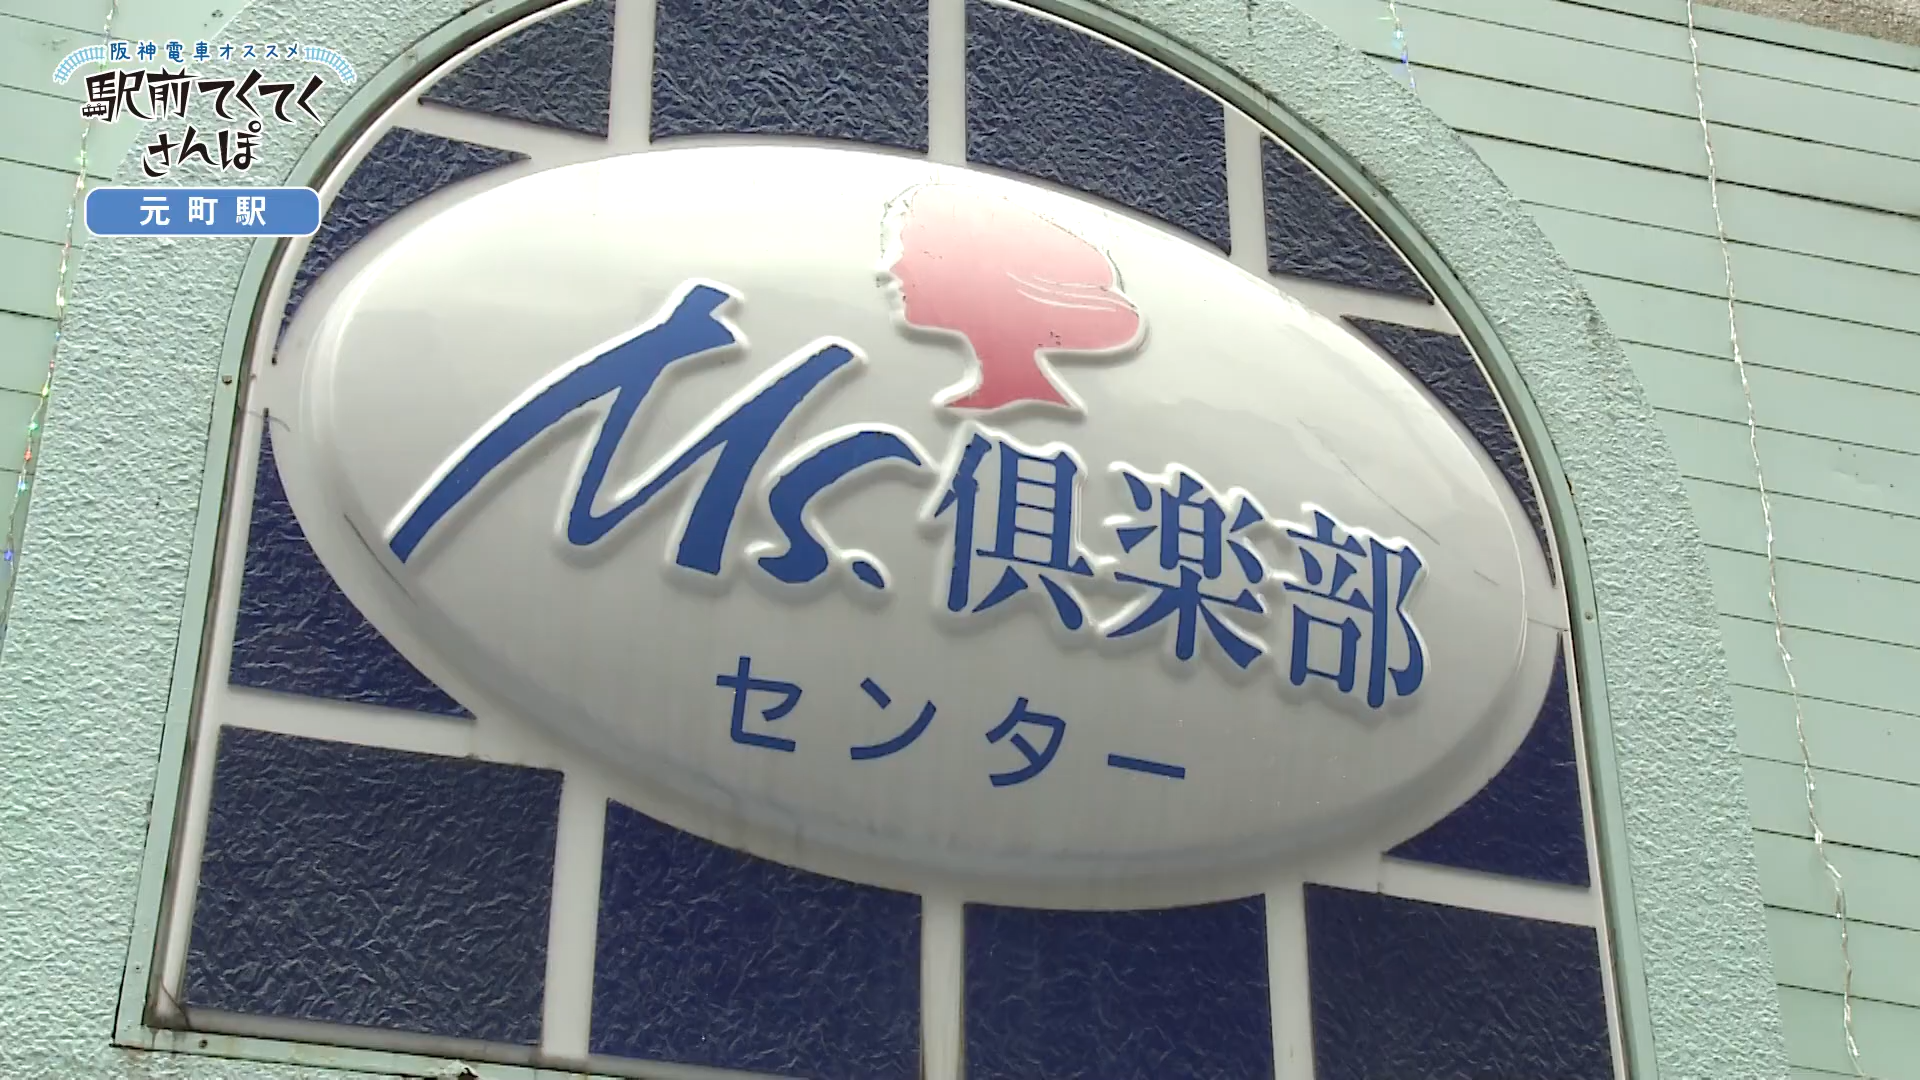 阪神電車オススメ
駅前てくてく
さんぽ
元町駅
Ms.倶楽部
センター